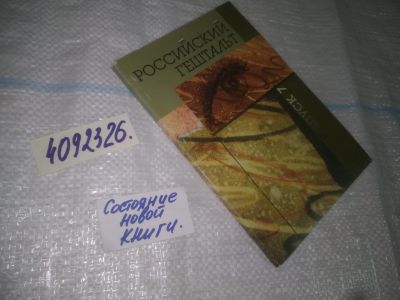 РОССИЙСКИЙ
ГЕШТАЛЬТ
ВЫПУСК 7
4092326.
Состояние
новой
книги.